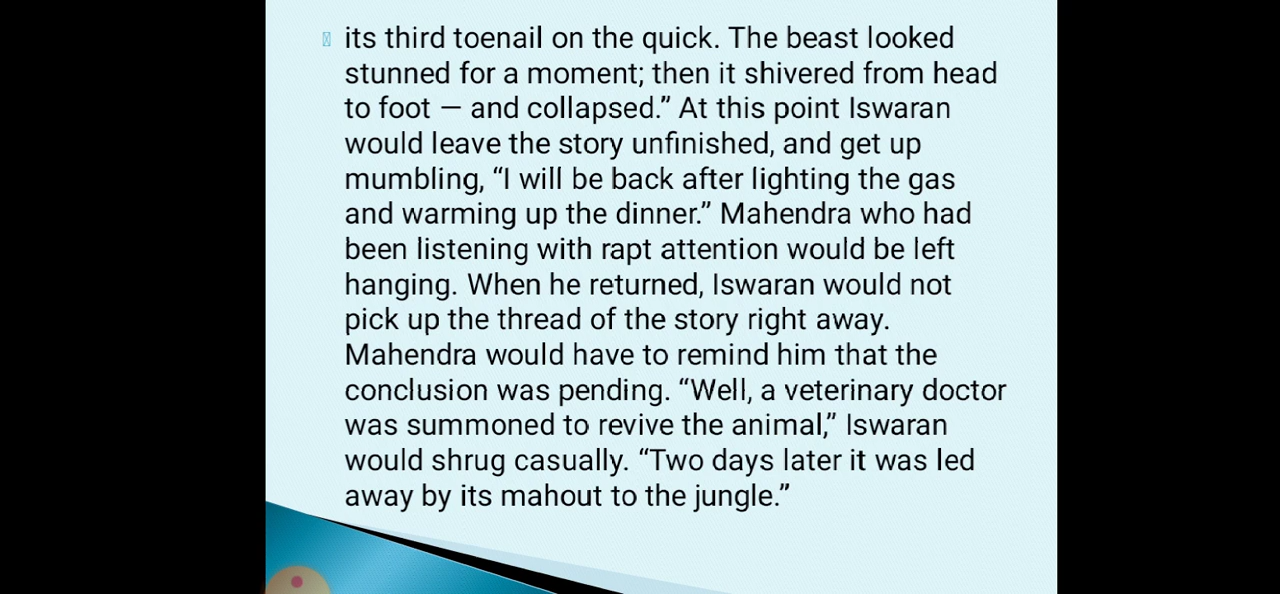 its third toenail on the quick. The beast looked
stunned for a moment; then it shivered from head
to foot — and collapsed.” At this point Iswaran
would leave the story unfinished, and get up
mumbling, “I will be back after lighting the gas
and warming up the dinner.” Mahendra who had
been listening with rapt attention would be left
hanging. When he returned, Iswaran would not
pick up the thread of the story right away.
Mahendra would have to remind him that the
conclusion was pending. “Well, a veterinary doctor
was summoned to revive the animal,” Iswaran
would shrug casually. “Two days later it was led
away by its mahout to the jungle.”